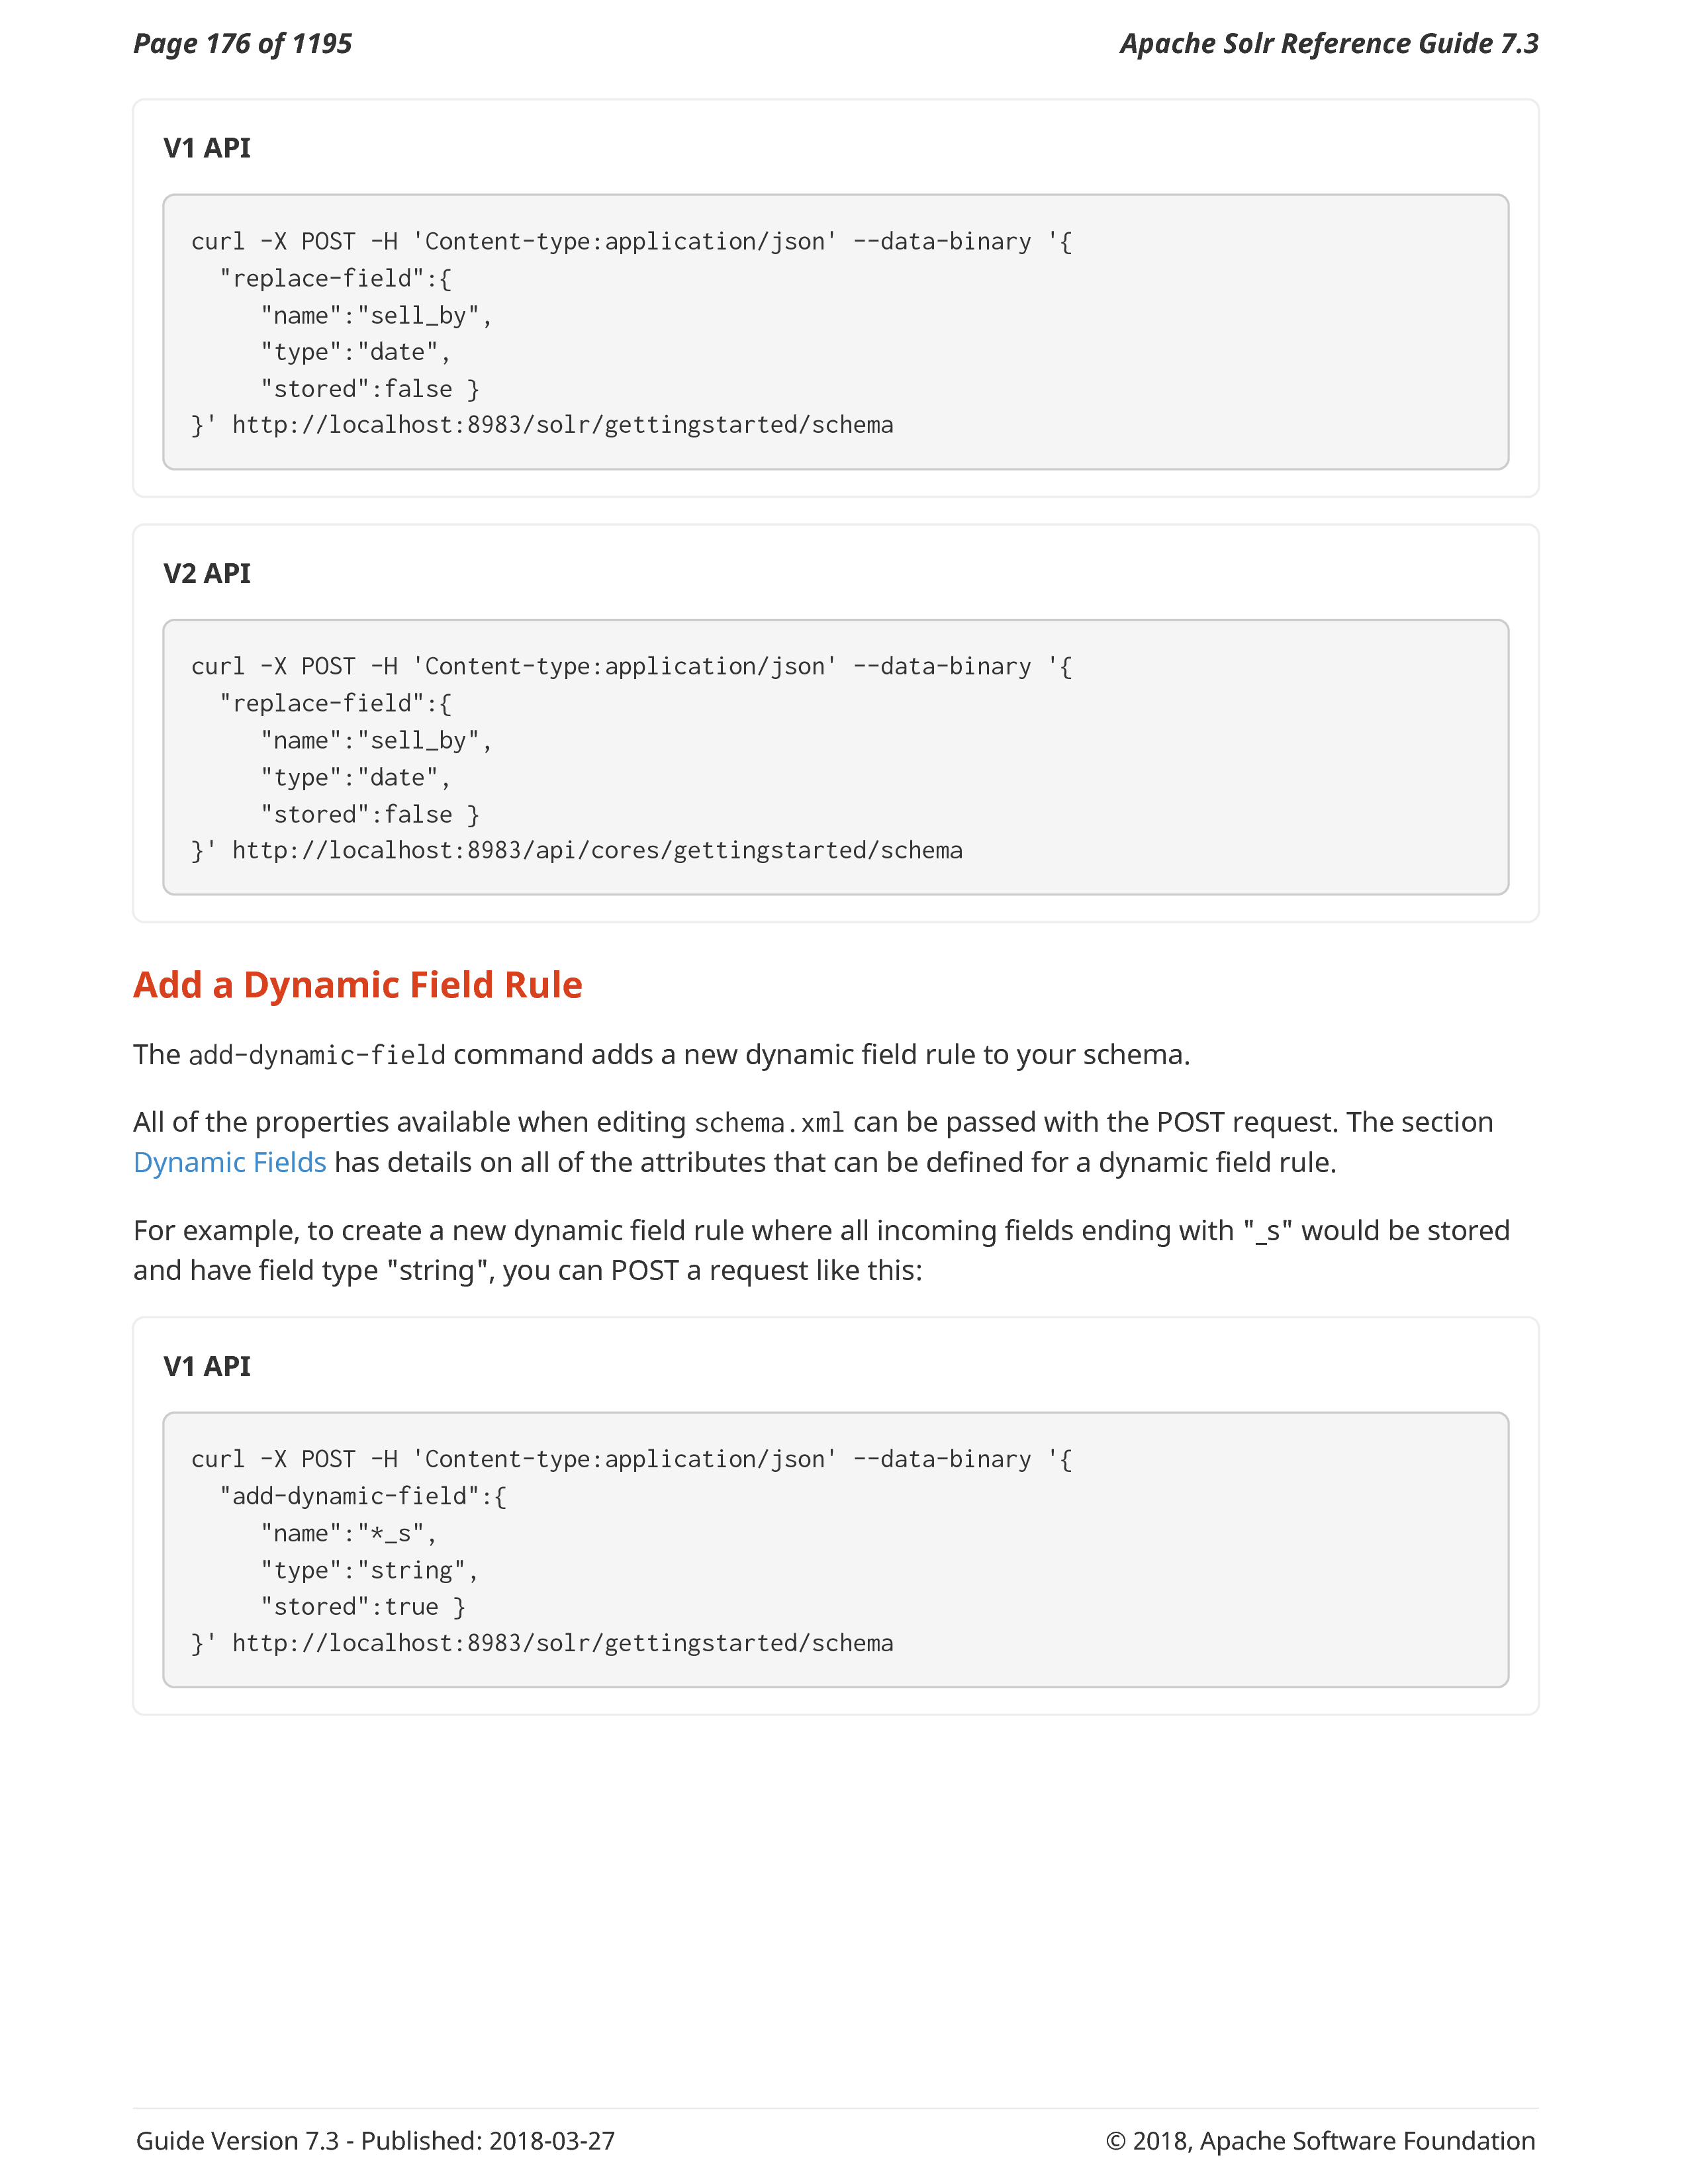 Page 176 of 1195
Apache Solr Reference Guide 7.3
V1 API
curl -X POST -H 'Content-type:application/json' --data-binary '{
  "replace-field":{
     "name":"sell_by",
     "type":"date",
     "stored":false }
}' http://localhost:8983/solr/gettingstarted/schema
V2 API
curl -X POST -H 'Content-type:application/json' --data-binary '{
  "replace-field":{
     "name":"sell_by",
     "type":"date",
     "stored":false }
}' http://localhost:8983/api/cores/gettingstarted/schema
Add a Dynamic Field Rule
The add-dynamic-field command adds a new dynamic field rule to your schema.
All of the properties available when editing schema.xml can be passed with the POST request. The section
Dynamic Fields has details on all of the attributes that can be defined for a dynamic field rule.
For example, to create a new dynamic field rule where all incoming fields ending with "_s" would be stored
and have field type "string", you can POST a request like this:
V1 API
curl -X POST -H 'Content-type:application/json' --data-binary '{
  "add-dynamic-field":{
     "name":"*_s",
     "type":"string",
     "stored":true }
}' http://localhost:8983/solr/gettingstarted/schema
Guide Version 7.3 - Published: 2018-03-27
© 2018, Apache Software Foundation